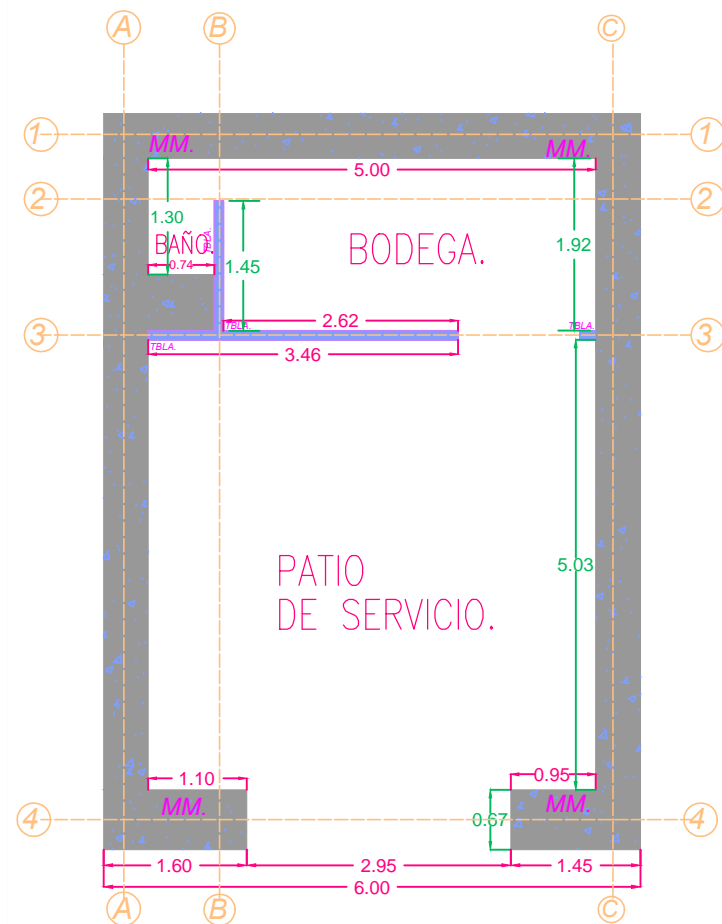 A B C
1 1
MM. MM.
5.00
2 2
1.30
TBLA.
BAÑO.
BODEGA.
1.92
0.74
1.45
2.62
TBLA. TBLA.
3 3
TBLA.
3.46
PATIO
DE SERVICIO.
5.03
1.10 0.95
MM. MM.
4 0.67 4
1.60 2.95 1.45
6.00
A B C